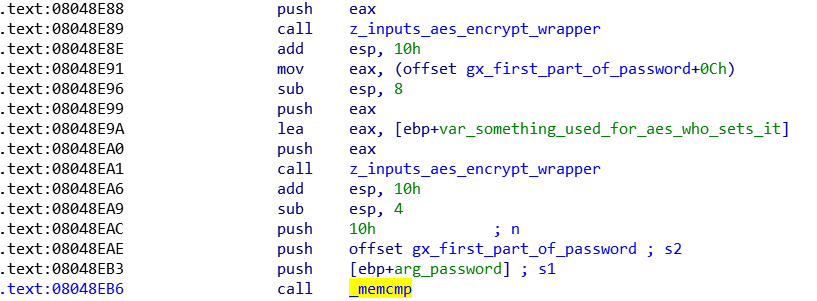 .text:08048E88 push eax
.text:08048E89 call z_inputs_aes_encrypt_wrapper
.text:08048E8E add esp, 10h
.text:08048E91 mov eax, (offset gx_first_part_of_password+0Ch)
.text:08048E96 sub esp, 8
.text:08048E99 push eax
.text:08048E9A lea eax, [ebp+var_something_used_for_aes_who_sets_it]
.text:08048EA0 push eax
.text:08048EA1 call z_inputs_aes_encrypt_wrapper
.text:08048EA6 add esp, 10h
.text:08048EA9 sub esp, 4
.text:08048EAC push 10h ; n
.text:08048EAE push offset gx_first_part_of_password ; s2
.text:08048EB3 push [ebp+arg_password] ; s1
.text:08048EB6 call _memcmp